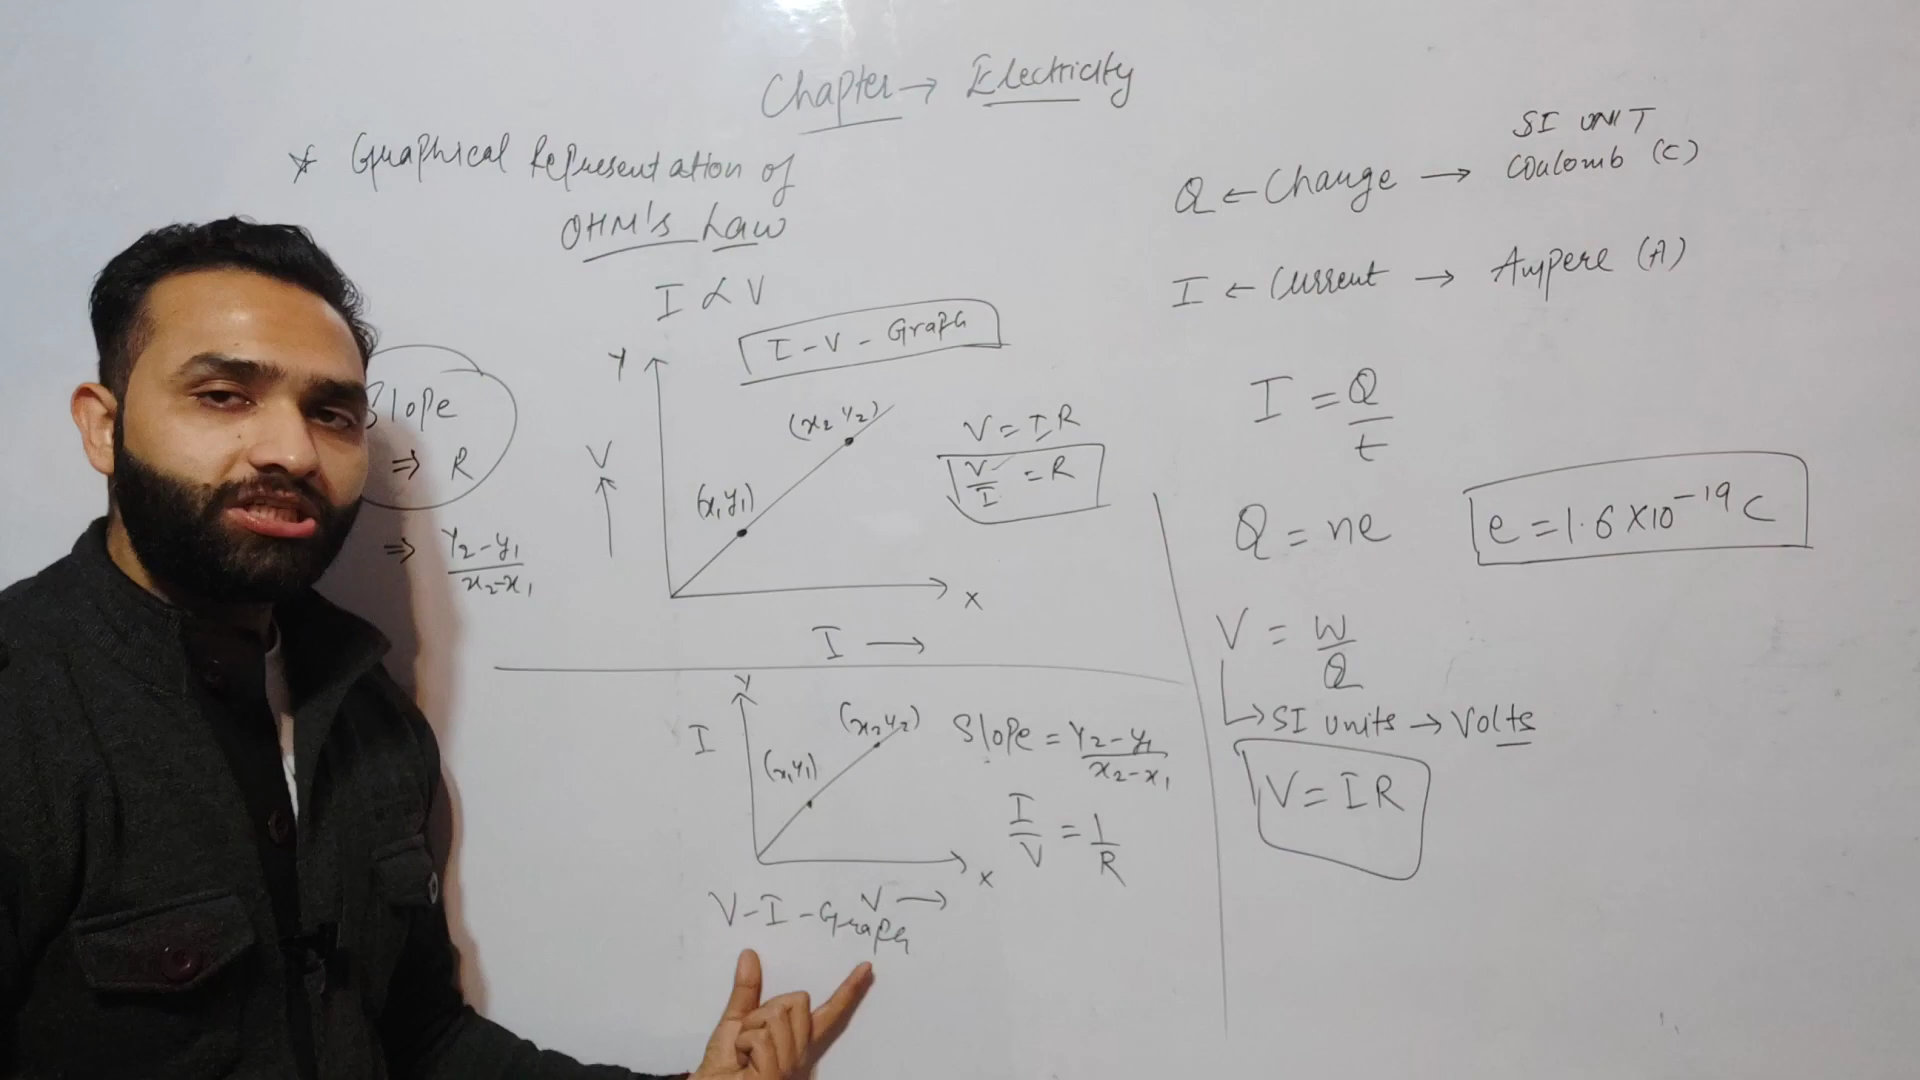 Chapter → Electricity
* Graphical Representation of
OHM's Law
I ∝ V
I - V - Graph
Y
(x2 y2)
(x1 y1)
V
X
I →
V = IR
V/I = R
Slope
⇒ R
⇒ Y2-y1/x2-x1
Y
I
(x2 y2)
(x1 y1)
X
V →
V - I - Graph
Slope = Y2-y1/x2-x1
I/V = 1/R
SI UNIT
Q ← Charge → Coulomb (C)
I ← Current → Ampere (A)
I = Q/t
Q = ne
e = 1.6 X10^-19 C
V = W/Q
→ SI units → Volts
V = IR